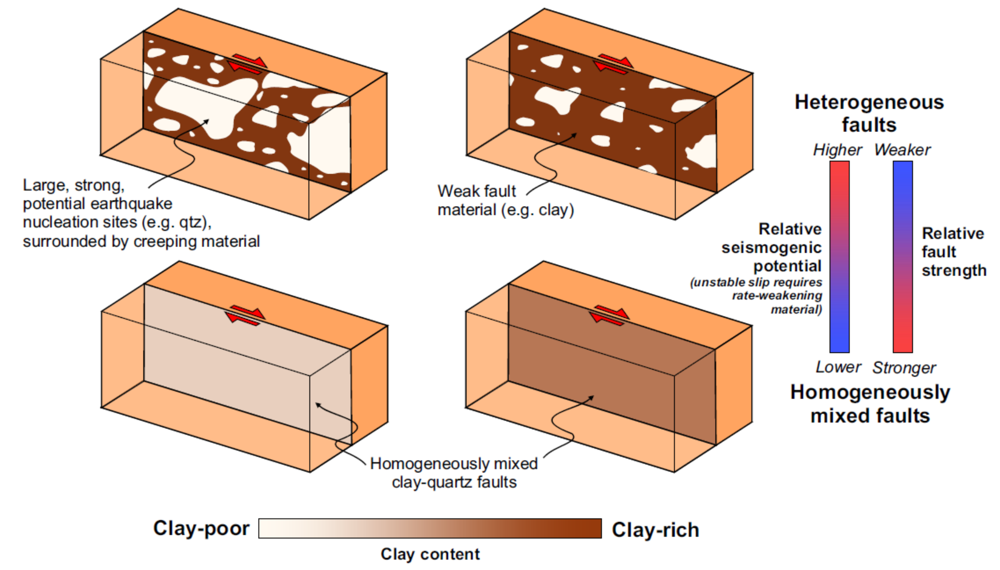 Large, strong,
potential earthquake
nucleation sites (e.g. qtz),
surrounded by creeping material
Weak fault
material (e.g. clay)
Heterogeneous
faults
Higher Weaker
Relative
seismogenic
potential
(unstable slip requires
rate-weakening
material)
Relative
fault
strength
Lower Stronger
Homogeneously
mixed faults
Homogeneously mixed
clay-quartz faults
Clay-poor
Clay-rich
Clay content